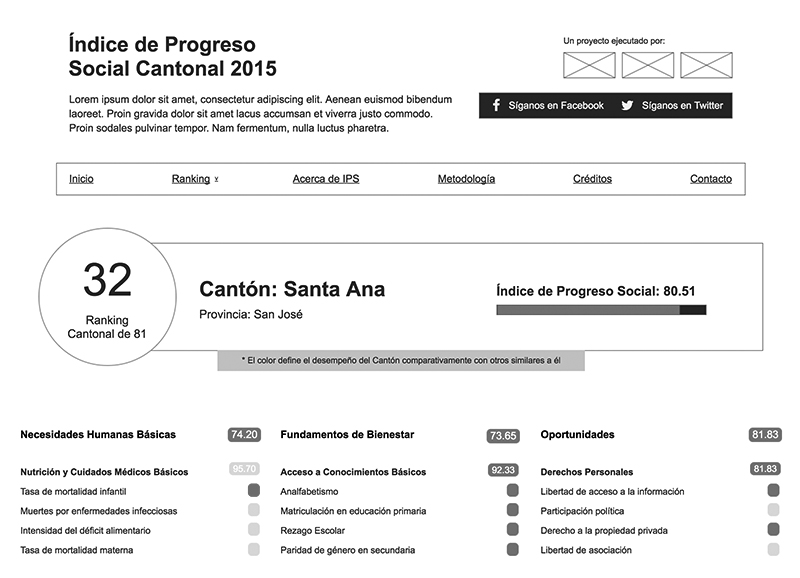 Índice de Progreso
Social Cantonal 2015
Un proyecto ejecutado por:
Lorem ipsum dolor sit amet, consectetur adipiscing elit. Aenean euismod bibendum
laoreet. Proin gravida dolor sit amet lacus accumsan et viverra justo commodo.
Proin sodales pulvinar tempor. Nam fermentum, nulla luctus pharetra.
Síganos en Facebook Síganos en Twitter
Inicio Ranking v Acerca de IPS Metodología Créditos Contacto
32
Ranking
Cantonal de 81
Cantón: Santa Ana
Provincia: San José
Índice de Progreso Social: 80.51
* El color define el desempeño del Cantón comparativamente con otros similares a él
Necesidades Humanas Básicas 74.20
Nutrición y Cuidados Médicos Básicos 95.70
Tasa de mortalidad infantil
Muertes por enfermedades infecciosas
Intensidad del déficit alimentario
Tasa de mortalidad materna
Fundamentos de Bienestar 73.65
Acceso a Conocimientos Básicos 92.33
Analfabetismo
Matriculación en educación primaria
Rezago Escolar
Paridad de género en secundaria
Oportunidades 81.83
Derechos Personales 81.83
Libertad de acceso a la información
Participación política
Derecho a la propiedad privada
Libertad de asociación